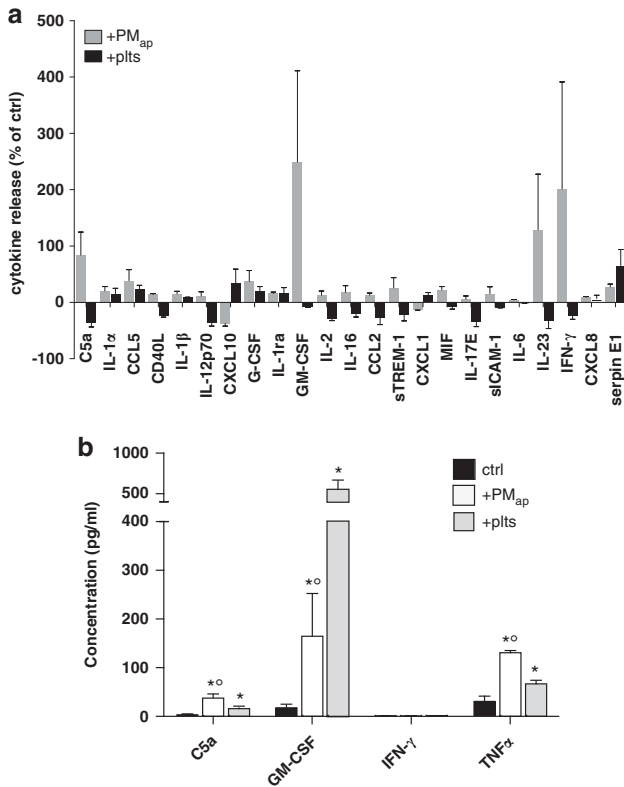 a
+PMap
+plts
cytokine release (% of ctrl)
500
400
300
200
100
0
-100
C5a
IL-1α
CCL5
CD40L
IL-1β
IL-12p70
CXCL10
G-CSF
IL-1ra
GM-CSF
IL-2
IL-16
CCL2
sTREM-1
CXCL1
MIF
IL-17E
sICAM-1
IL-6
IL-23
IFN-γ
CXCL8
serpin E1
b
ctrl
+PMap
+plts
Concentration (pg/ml)
1000
500
400
300
200
100
0
*°
*
*°
*
*°
*
C5a
GM-CSF
IFN-γ
TNFα